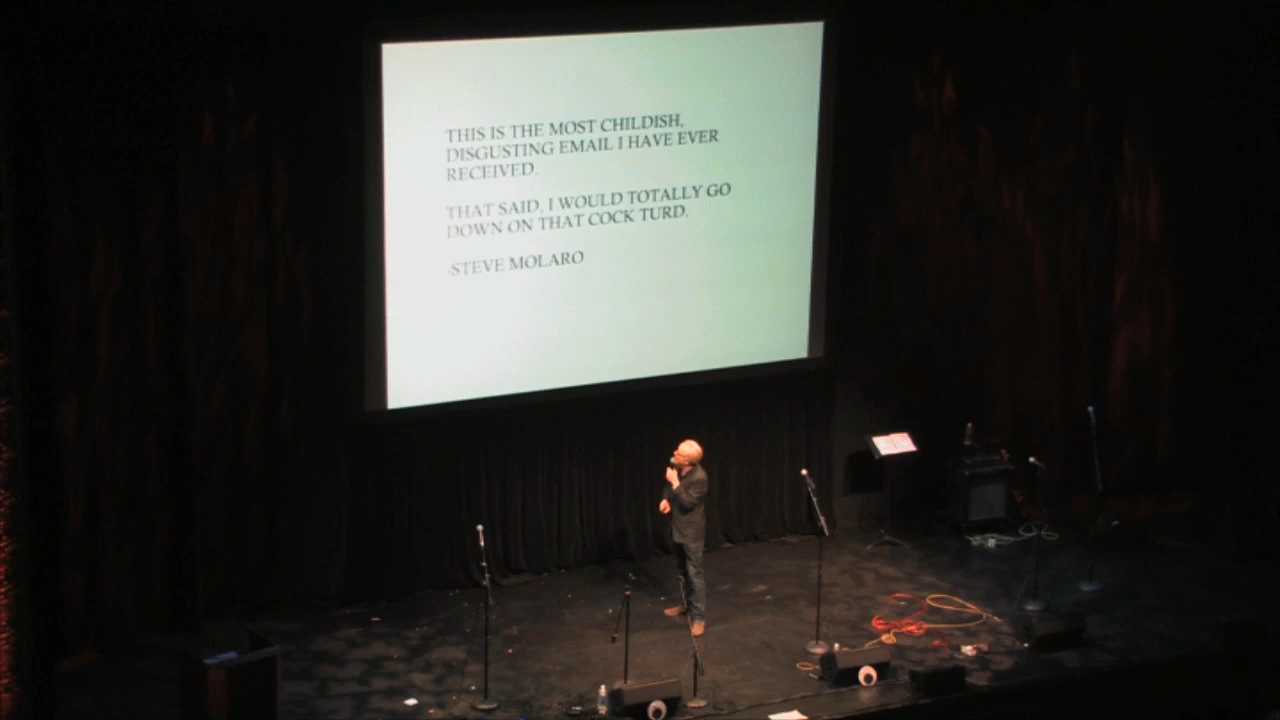 THIS IS THE MOST CHILDISH,
DISGUSTING EMAIL I HAVE EVER
RECEIVED.
THAT SAID, I WOULD TOTALLY GO
DOWN ON THAT COCK TURD.
-STEVE MOLARO